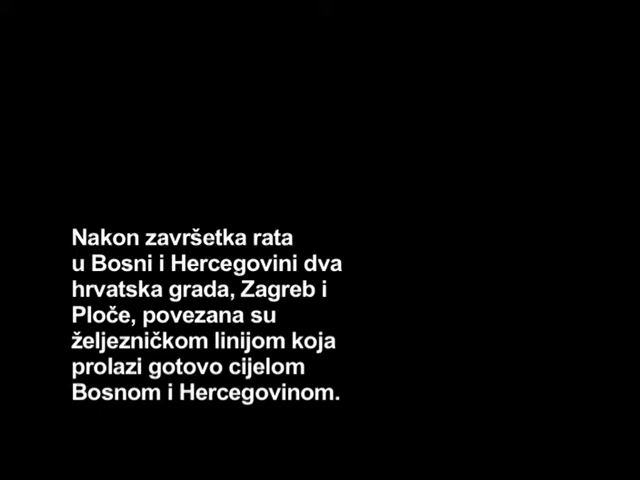 Nakon završetka rata
u Bosni i Hercegovini dva
hrvatska grada, Zagreb i
Ploče, povezana su
željezničkom linijom koja
prolazi gotovo cijelom
Bosnom i Hercegovinom.